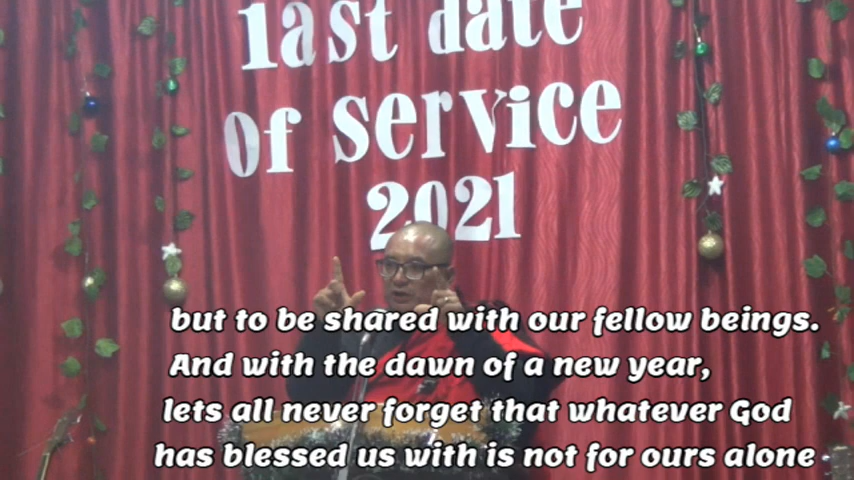 last date
of service
2021
but to be shared with our fellow beings.
And with the dawn of a new year,
lets all never forget that whatever God
has blessed us with is not for ours alone